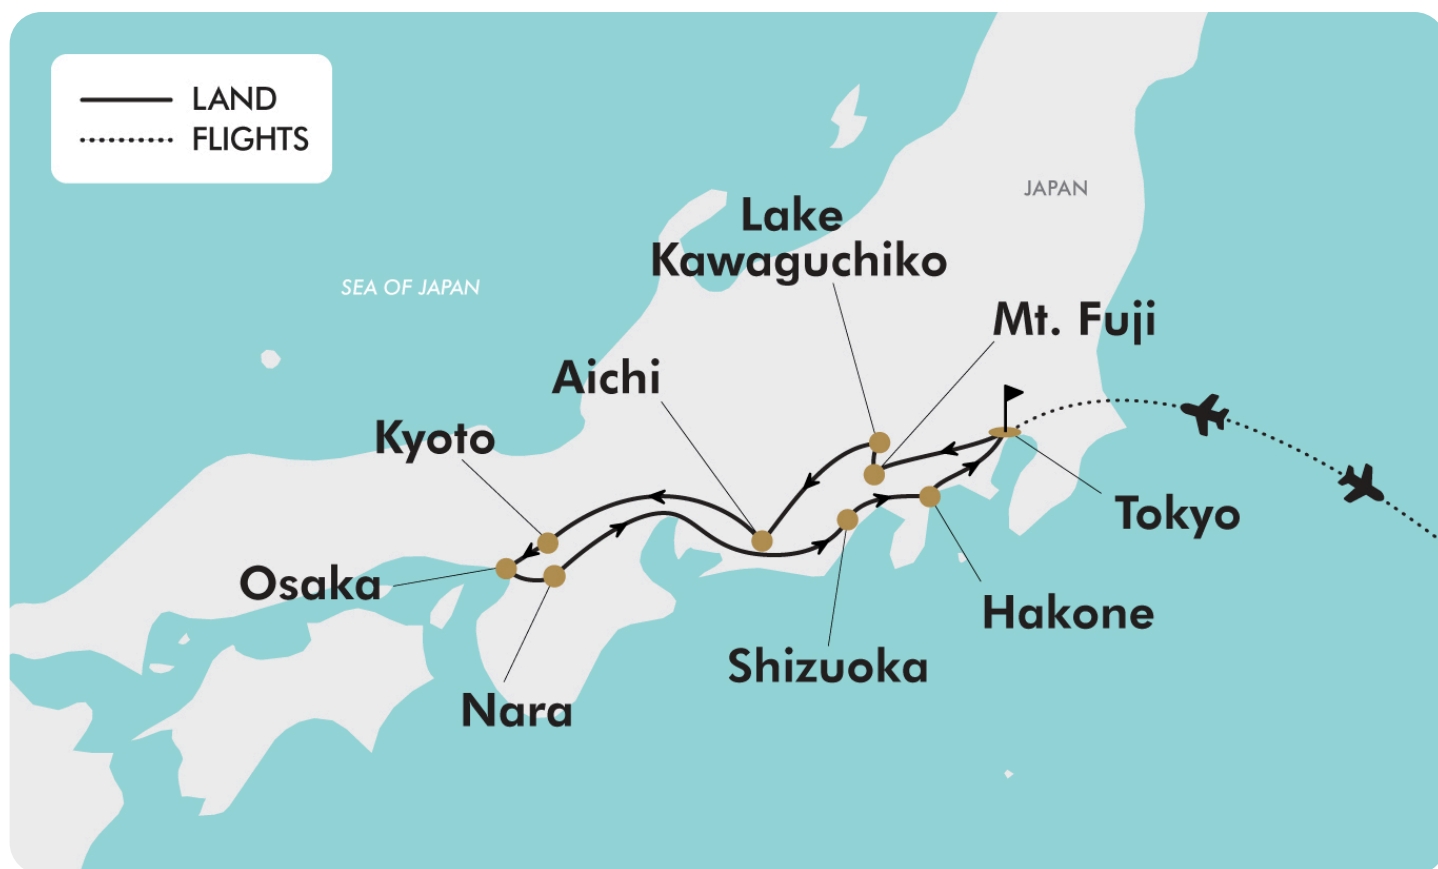 LAND
FLIGHTS
JAPAN
Lake
Kawaguchiko
SEA OF JAPAN
Mt. Fuji
Aichi
Kyoto
Tokyo
Osaka
Hakone
Shizuoka
Nara